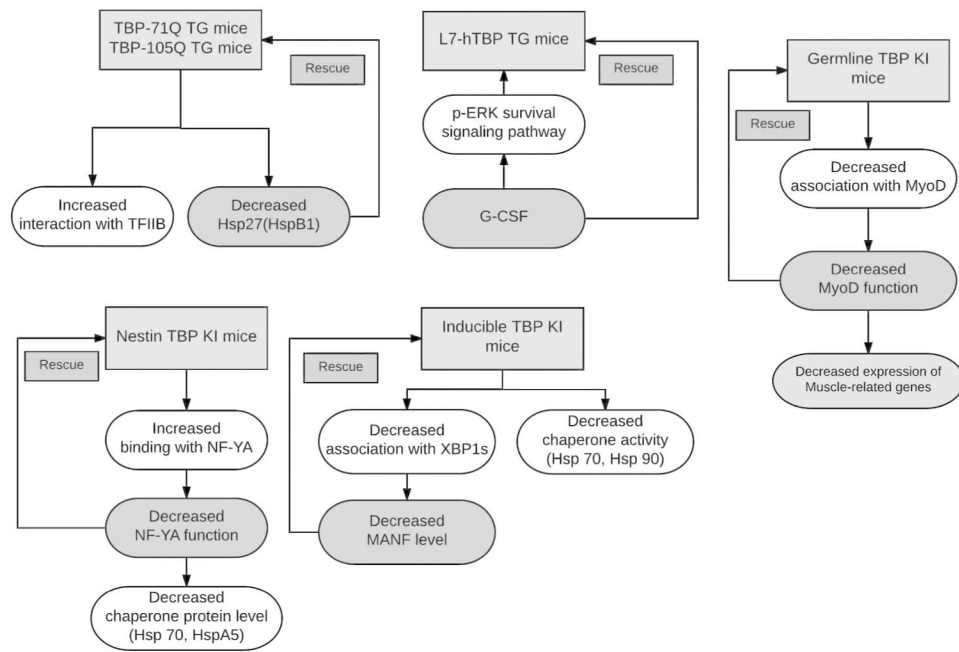 TBP-71Q TG mice
TBP-105Q TG mice
Rescue
Increased
interaction with TFIIB
Decreased
Hsp27(HspB1)
L7-hTBP TG mice
Rescue
p-ERK survival
signaling pathway
G-CSF
Germline TBP KI
mice
Rescue
Decreased
association with MyoD
Decreased
MyoD function
Decreased expression of
Muscle-related genes
Nestin TBP KI mice
Rescue
Increased
binding with NF-YA
Decreased
NF-YA function
Decreased
chaperone protein level
(Hsp 70, HspA5)
Inducible TBP KI
mice
Rescue
Decreased
association with XBP1s
Decreased
chaperone activity
(Hsp 70, Hsp 90)
Decreased
MANF level